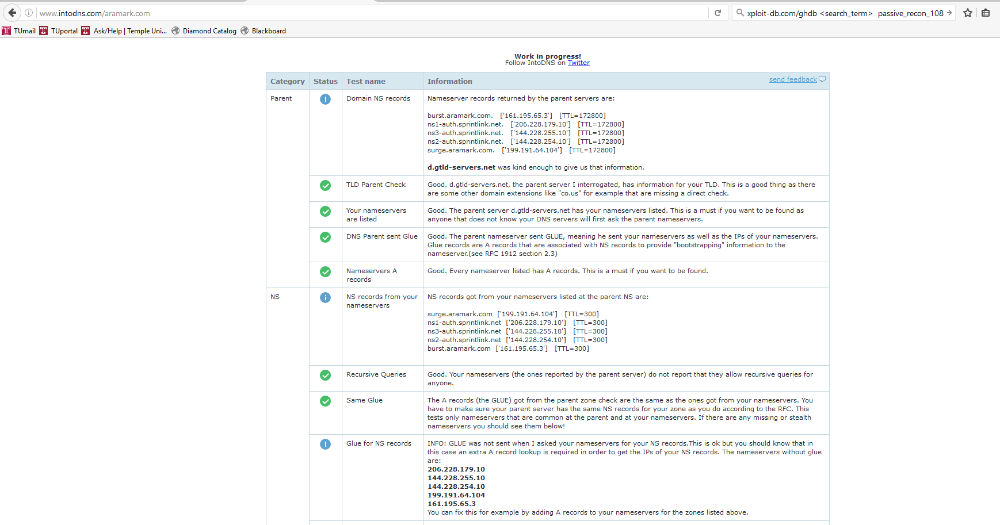 www.intodns.com/aramark.com
xploit-db.com/ghdb <search_term> passive_recon_108
TUmail TUportal Ask/Help | Temple Uni... Diamond Catalog Blackboard
Work in progress!
Follow IntoDNS on Twitter
Category Status Test name Information send feedback
Parent Domain NS records Nameserver records returned by the parent servers are:
burst.aramark.com. ['161.195.65.3'] [TTL=172800]
ns1-auth.sprintlink.net. ['206.228.179.10'] [TTL=172800]
ns3-auth.sprintlink.net. ['144.228.255.10'] [TTL=172800]
ns2-auth.sprintlink.net. ['144.228.254.10'] [TTL=172800]
surge.aramark.com. ['199.191.64.104'] [TTL=172800]
d.gtld-servers.net was kind enough to give us that information.
TLD Parent Check Good. d.gtld-servers.net, the parent server I interrogated, has information for your TLD. This is a good thing as there
are some other domain extensions like "co.us" for example that are missing a direct check.
Your nameservers Good. The parent server d.gtld-servers.net has your nameservers listed. This is a must if you want to be found as
are listed anyone that does not know your DNS servers will first ask the parent nameservers.
DNS Parent sent Glue Good. The parent nameserver sent GLUE, meaning he sent your nameservers as well as the IPs of your nameservers.
Glue records are A records that are associated with NS records to provide "bootstrapping" information to the
nameserver.(see RFC 1912 section 2.3)
Nameservers A Good. Every nameserver listed has A records. This is a must if you want to be found.
records
NS NS records from your NS records got from your nameservers listed at the parent NS are:
nameservers
surge.aramark.com ['199.191.64.104'] [TTL=300]
ns1-auth.sprintlink.net ['206.228.179.10'] [TTL=300]
ns3-auth.sprintlink.net ['144.228.255.10'] [TTL=300]
ns2-auth.sprintlink.net ['144.228.254.10'] [TTL=300]
burst.aramark.com ['161.195.65.3'] [TTL=300]
Recursive Queries Good. Your nameservers (the ones reported by the parent server) do not report that they allow recursive queries for
anyone.
Same Glue The A records (the GLUE) got from the parent zone check are the same as the ones got from your nameservers. You
have to make sure your parent server has the same NS records for your zone as you do according to the RFC. This
tests only nameservers that are common at the parent and at your nameservers. If there are any missing or stealth
nameservers you should see them below!
Glue for NS records INFO: GLUE was not sent when I asked your nameservers for your NS records.This is ok but you should know that in
this case an extra A record lookup is required in order to get the IPs of your NS records. The nameservers without glue
are:
206.228.179.10
144.228.255.10
144.228.254.10
199.191.64.104
161.195.65.3
You can fix this for example by adding A records to your nameservers for the zones listed above.